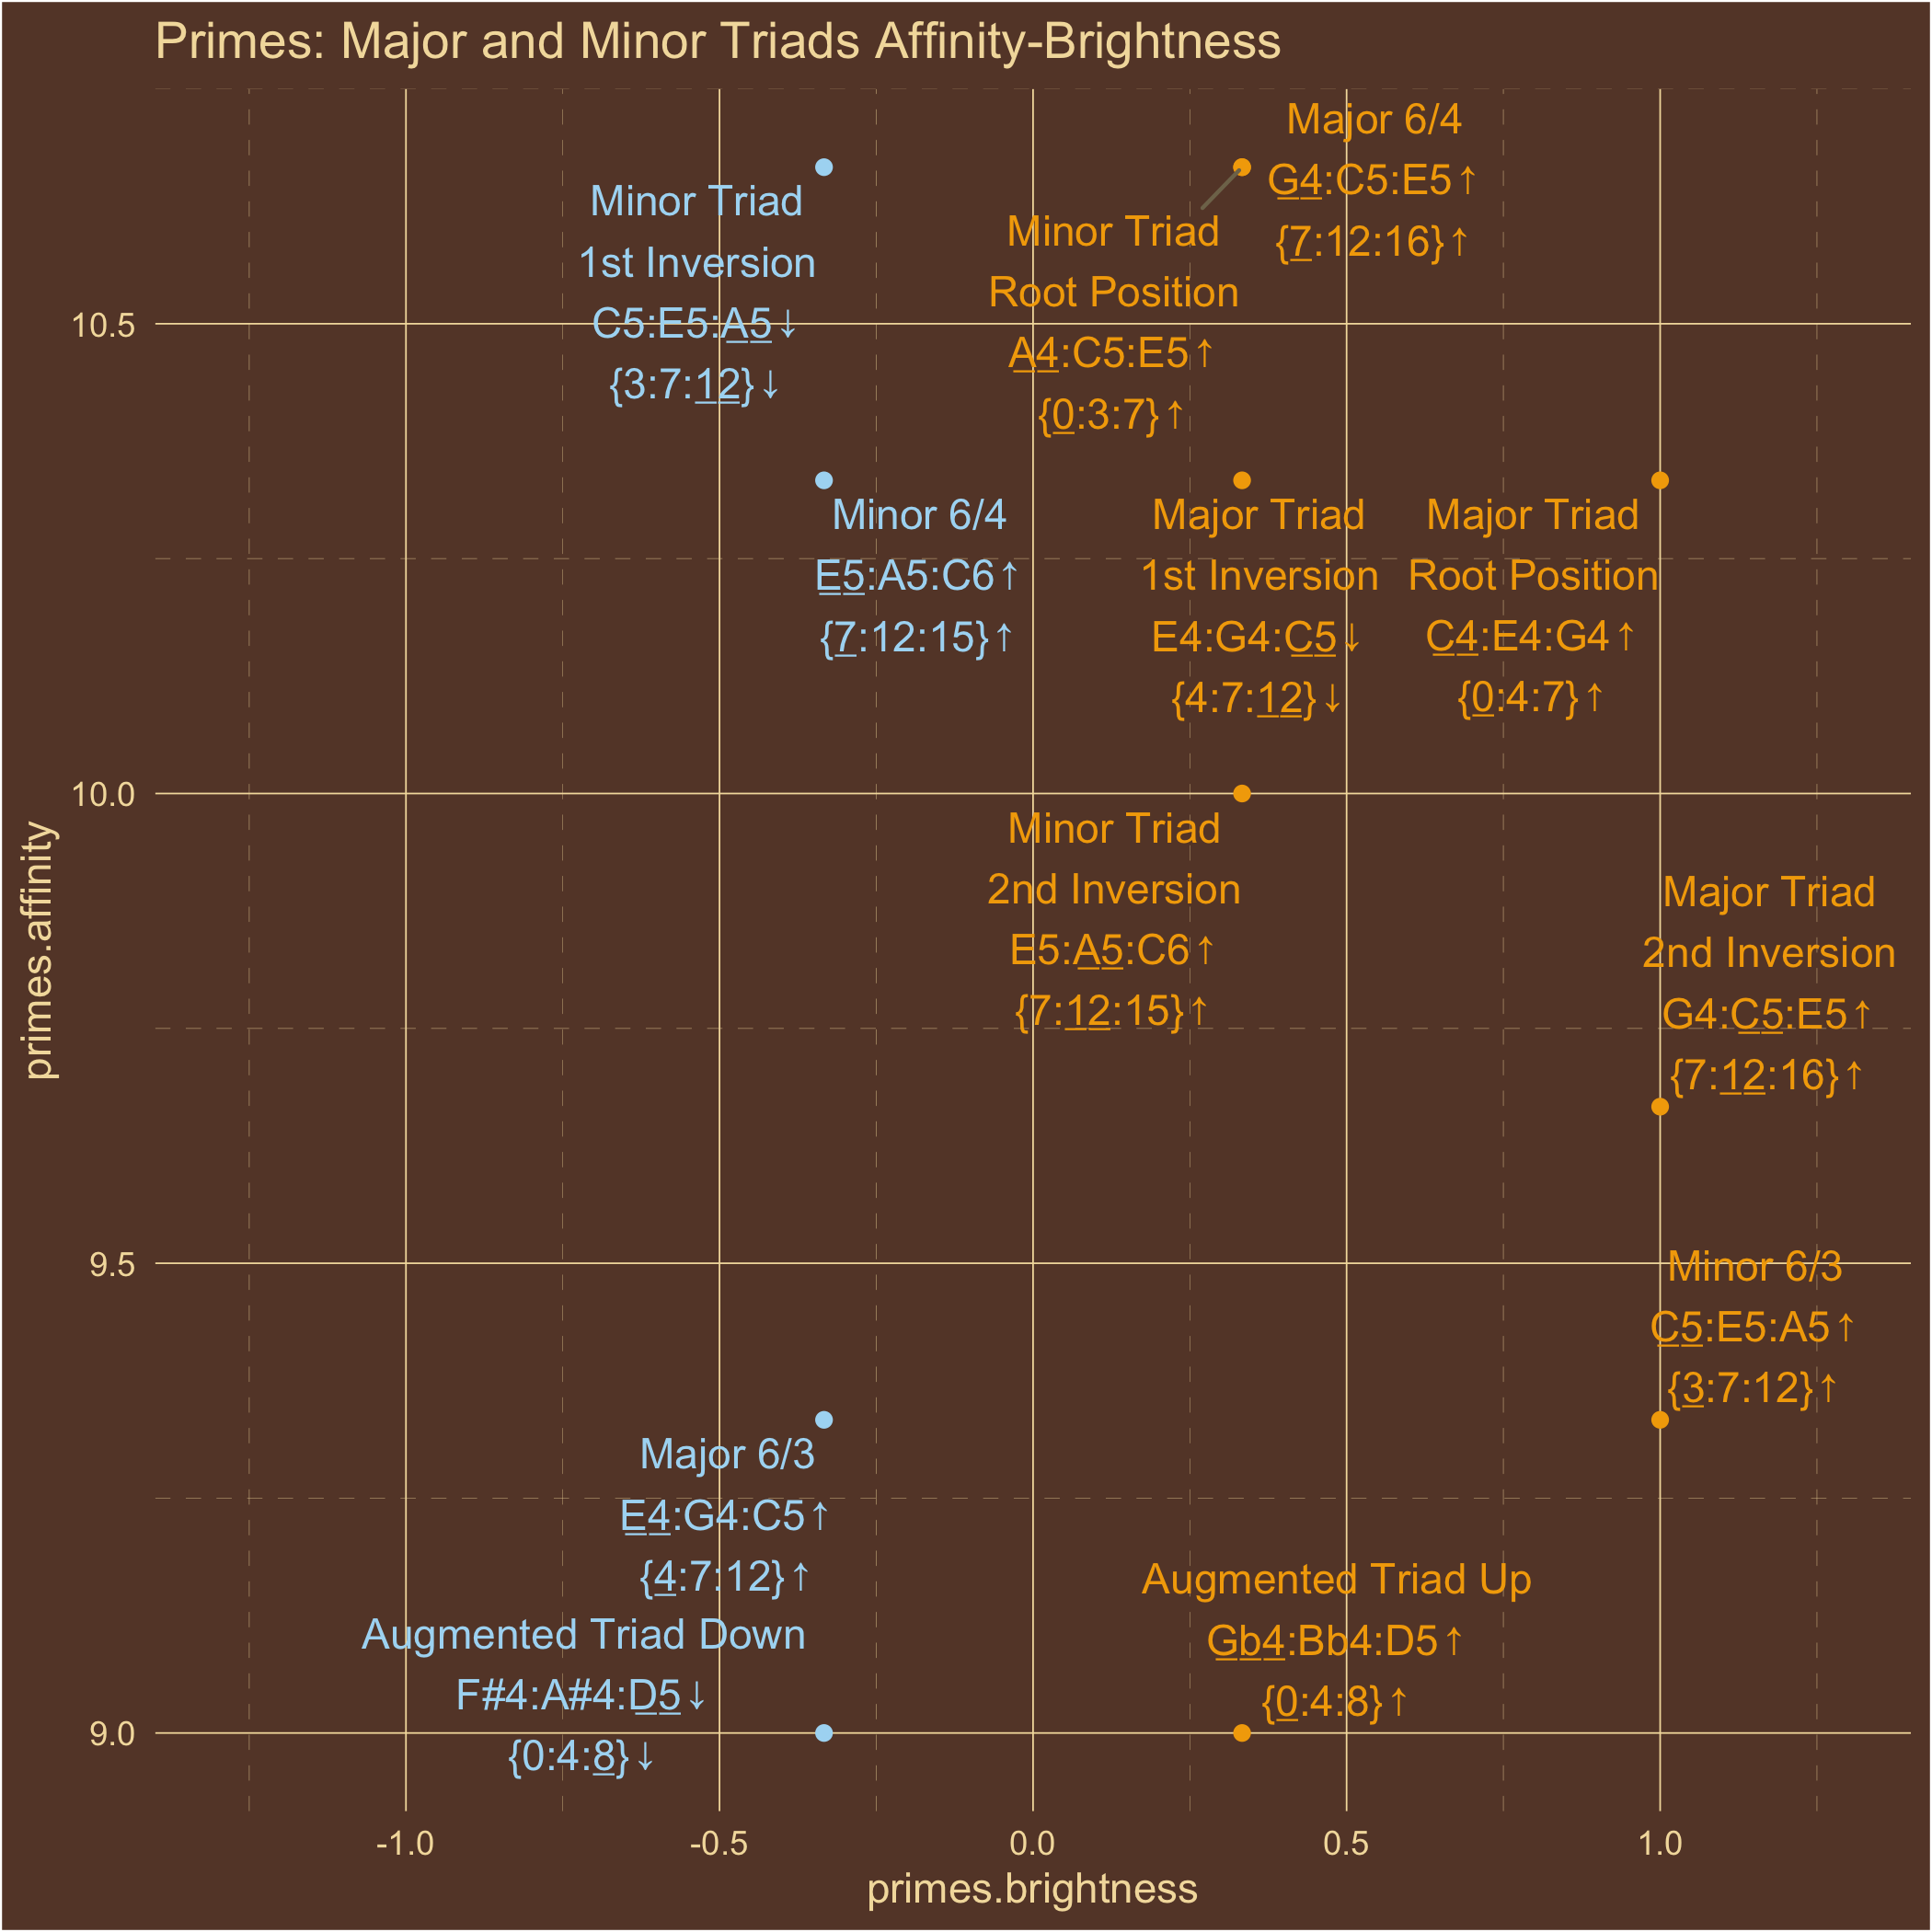 Primes: Major and Minor Triads Affinity-Brightness
Major 6/4
G4:C5:E5↑
{7:12:16}↑
Minor Triad
1st Inversion
C5:E5:A5↓
{3:7:12}↓
Minor Triad
Root Position
A4:C5:E5↑
{0:3:7}↑
Minor 6/4
E5:A5:C6↑
{7:12:15}↑
Major Triad
1st Inversion
E4:G4:C5↓
{4:7:12}↓
Major Triad
Root Position
C4:E4:G4↑
{0:4:7}↑
Minor Triad
2nd Inversion
E5:A5:C6↑
{7:12:15}↑
Major Triad
2nd Inversion
G4:C5:E5↑
{7:12:16}↑
Minor 6/3
C5:E5:A5↑
{3:7:12}↑
Major 6/3
E4:G4:C5↑
{4:7:12}↑
Augmented Triad Up
Gb4:Bb4:D5↑
{0:4:8}↑
Augmented Triad Down
F#4:A#4:D5↓
{0:4:8}↓
10.5
10.0
9.5
9.0
primes.affinity
-1.0
-0.5
0.0
0.5
1.0
primes.brightness